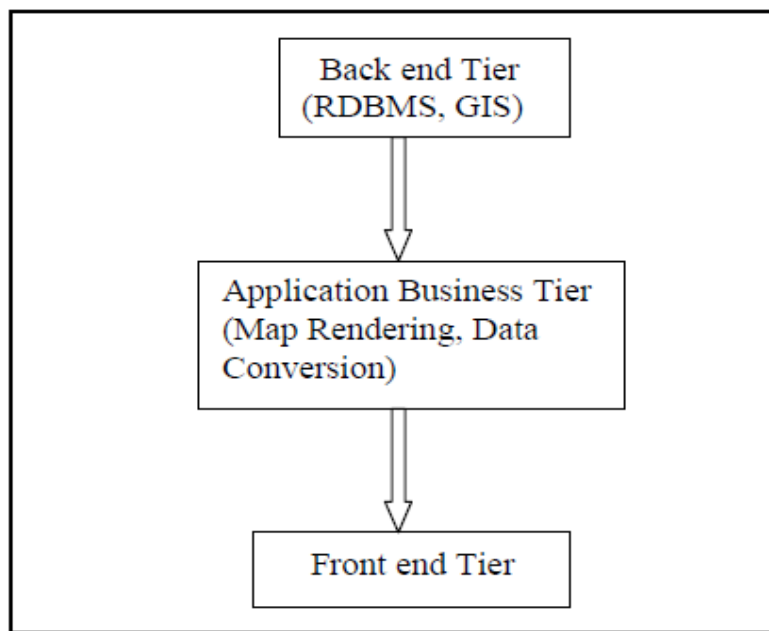 Back end Tier
(RDBMS, GIS)
Application Business Tier
(Map Rendering, Data
Conversion)
Front end Tier